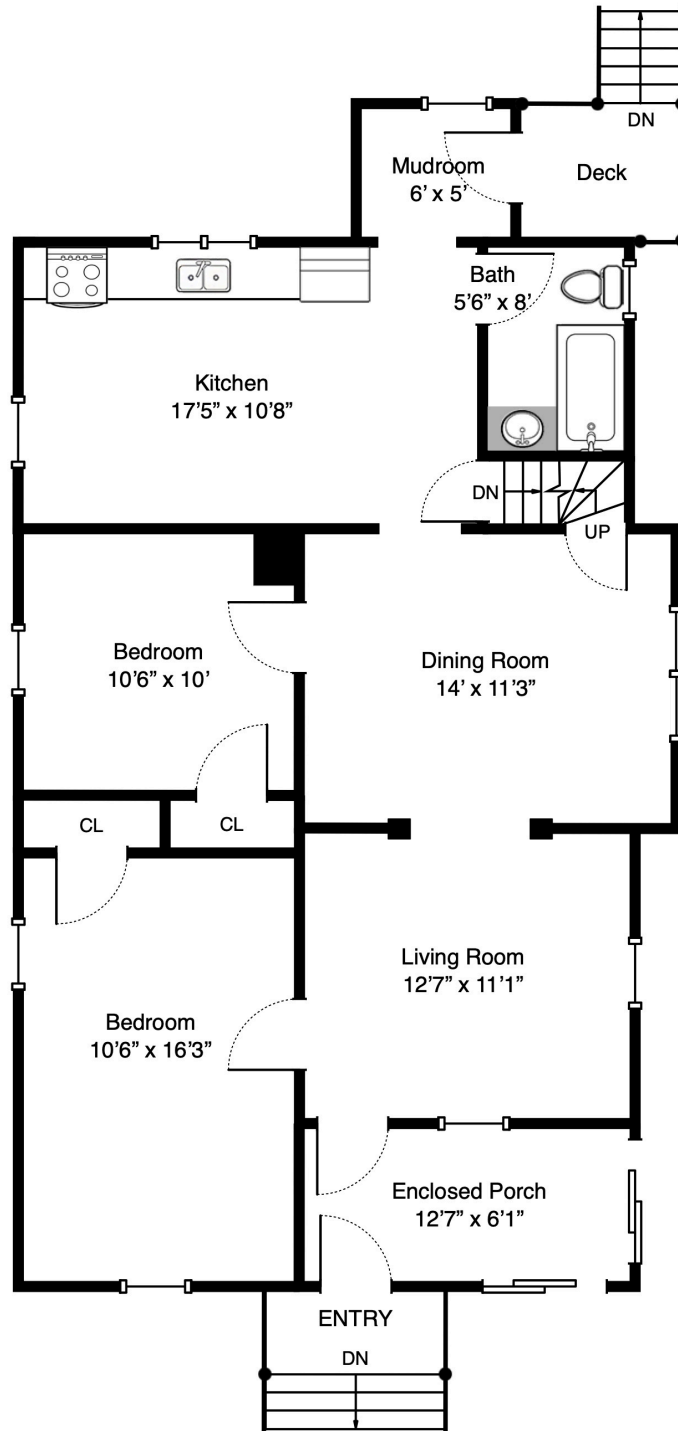 DN
Mudroom
6’ x 5’
Deck
Bath
5’6” x 8’
Kitchen
17’5” x 10’8”
DN
UP
Bedroom
10’6” x 10’
Dining Room
14’ x 11’3”
CL
CL
Living Room
12’7” x 11’1”
Bedroom
10’6” x 16’3”
Enclosed Porch
12’7” x 6’1”
ENTRY
DN